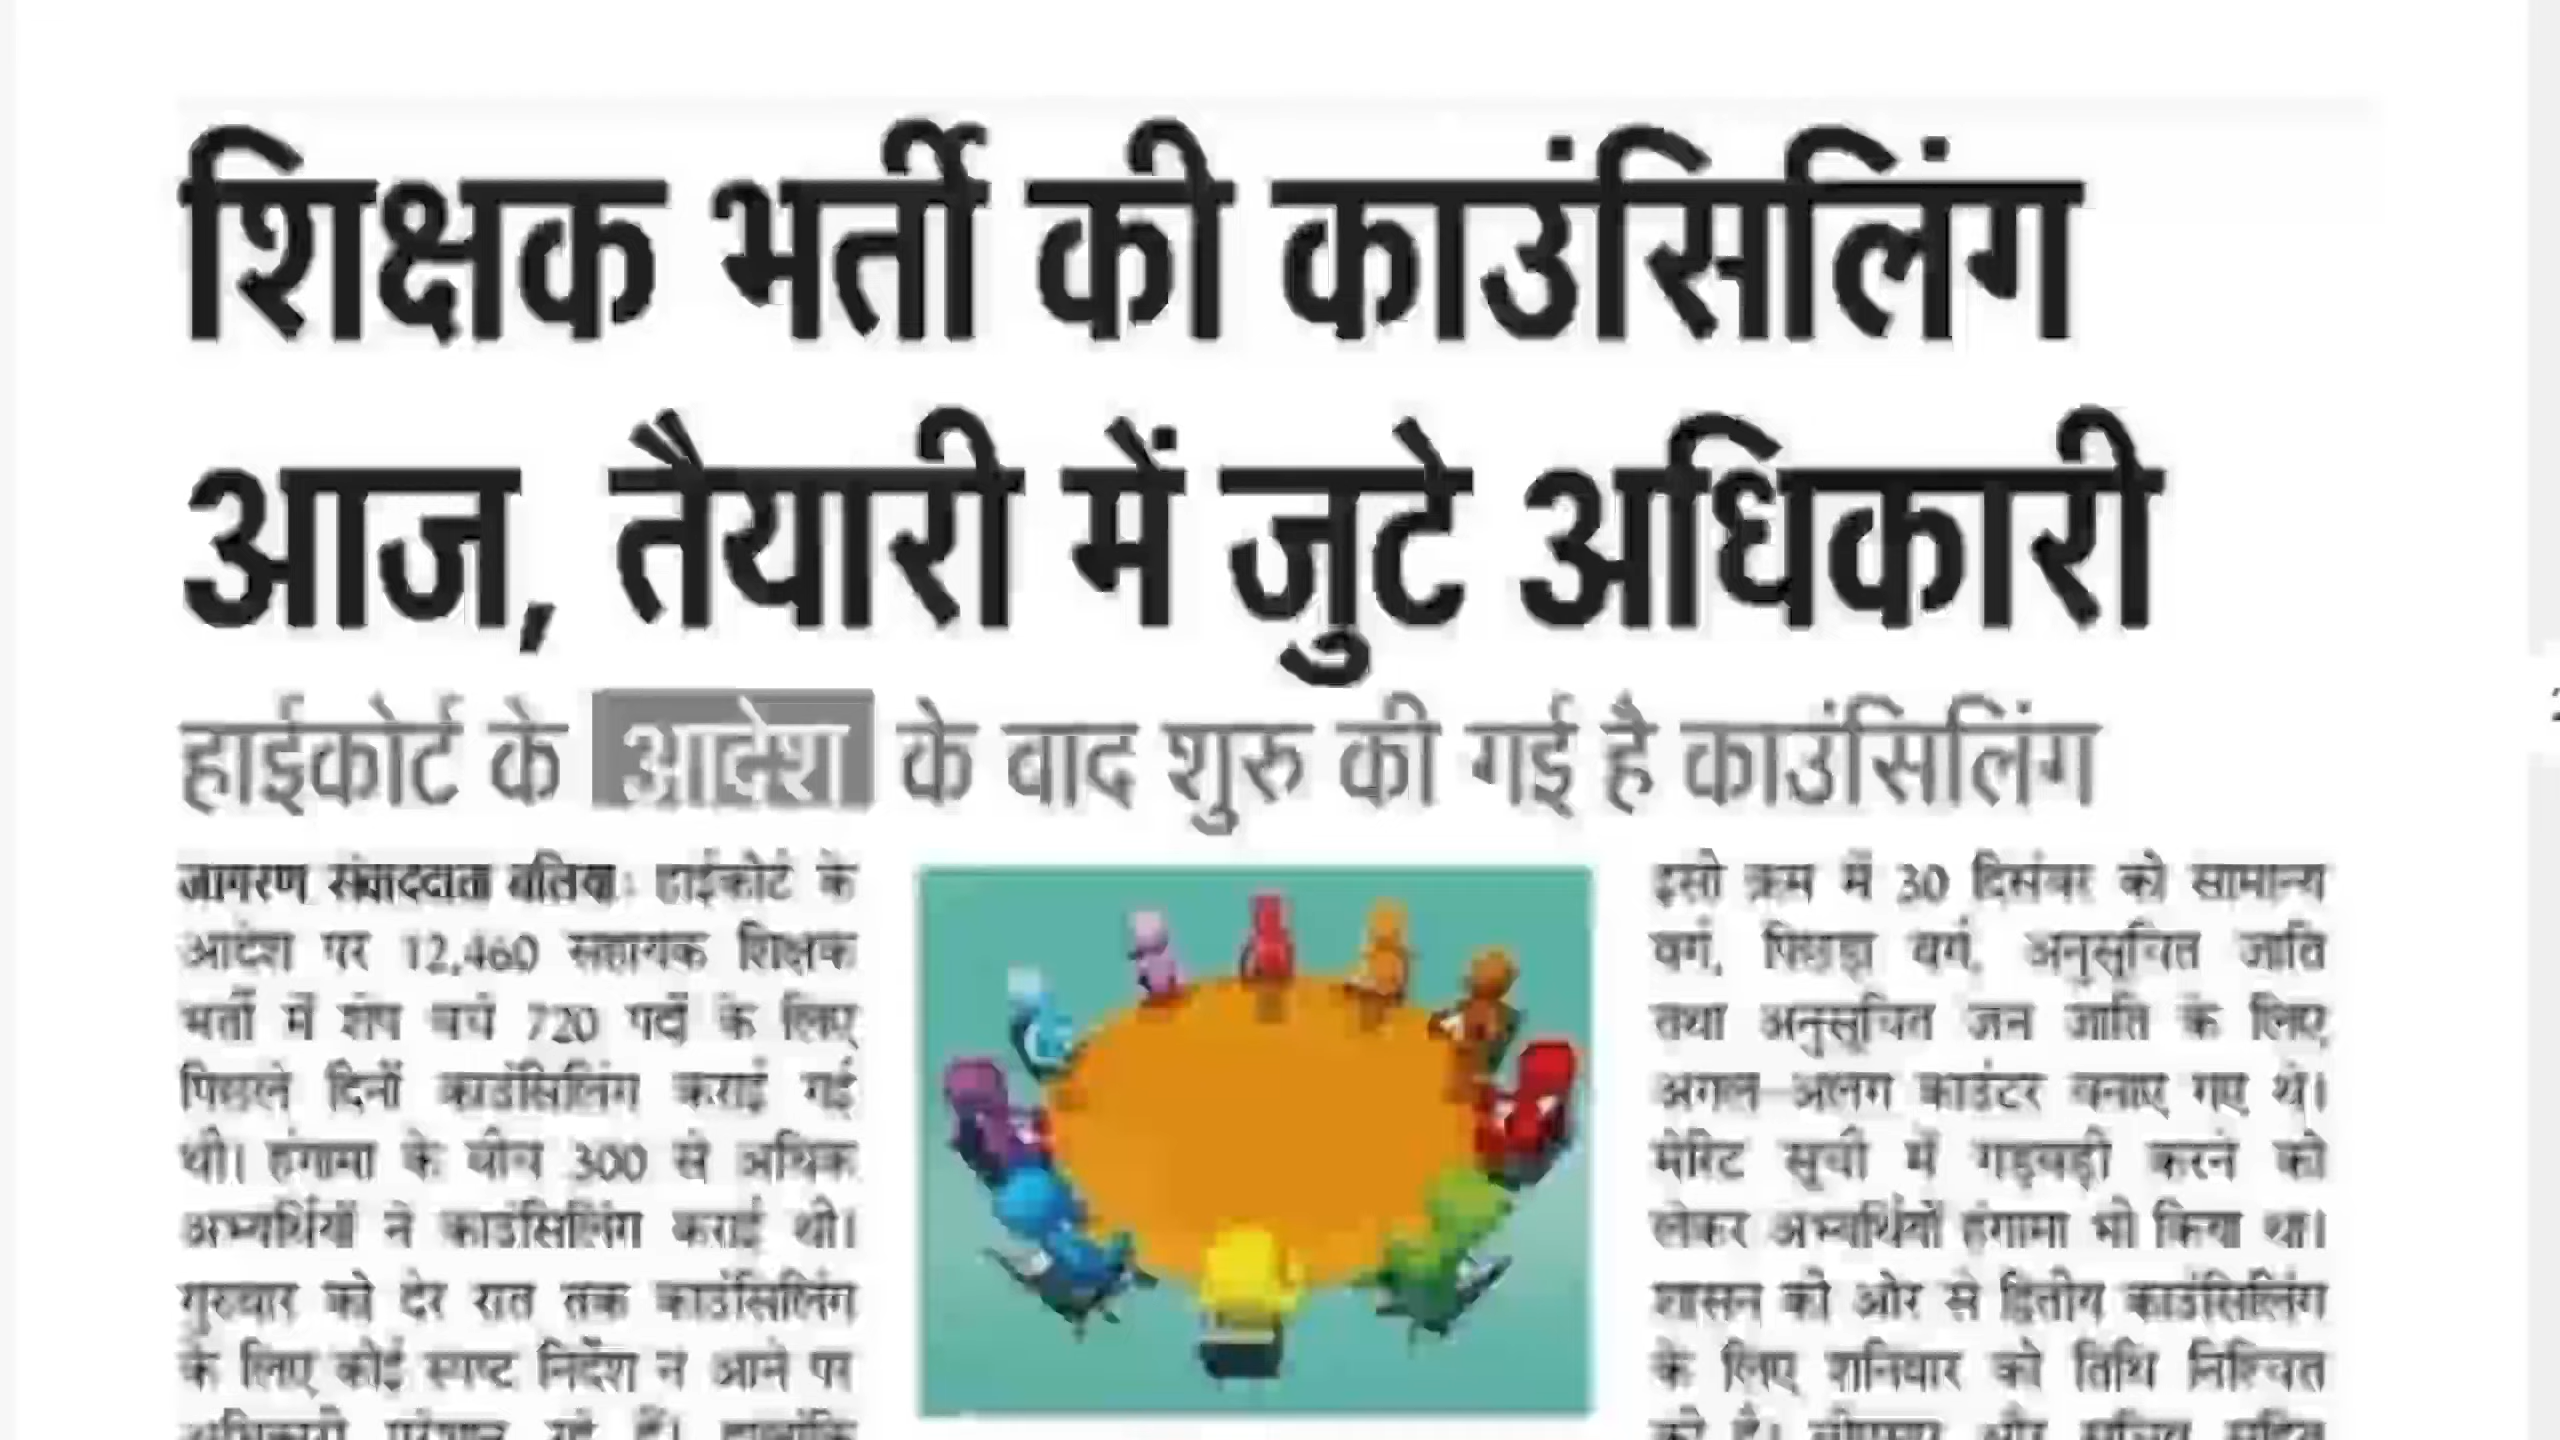 शिक्षक भर्ती की काउंसिलिंग
आज, तैयारी में जुटे अधिकारी
हाईकोर्ट के आदेश के वाद शुरु की गई है काउंसिलिंग
जागरण संवाददाता बलिया : हाईकोर्ट के
आदेश पर 12,460 सहायक शिक्षक
भर्ती में शेष बचे 720 पदों के लिए
पिछले दिनों काउंसिलिंग कराई गई
थी। हंगामा के बीच 300 से अधिक
अभ्यर्थियों ने काउंसिलिंग कराई थी।
गुरुवार को देर रात तक काउंसिलिंग
के लिए कोई स्पष्ट निर्देश न आने पर
इसी क्रम में 30 दिसंबर को सामान्य
वर्ग, पिछड़ा वर्ग, अनुसूचित जाति
तथा अनुसूचित जन जाति के लिए
अगल-अलग काउंटर बनाए गए थे।
मेरिट सूची में गड़बड़ी करने को
लेकर अभ्यर्थियों हंगामा भी किया था।
शासन की ओर से द्वितीय काउंसिलिंग
के लिए शनिवार को तिथि निश्चित